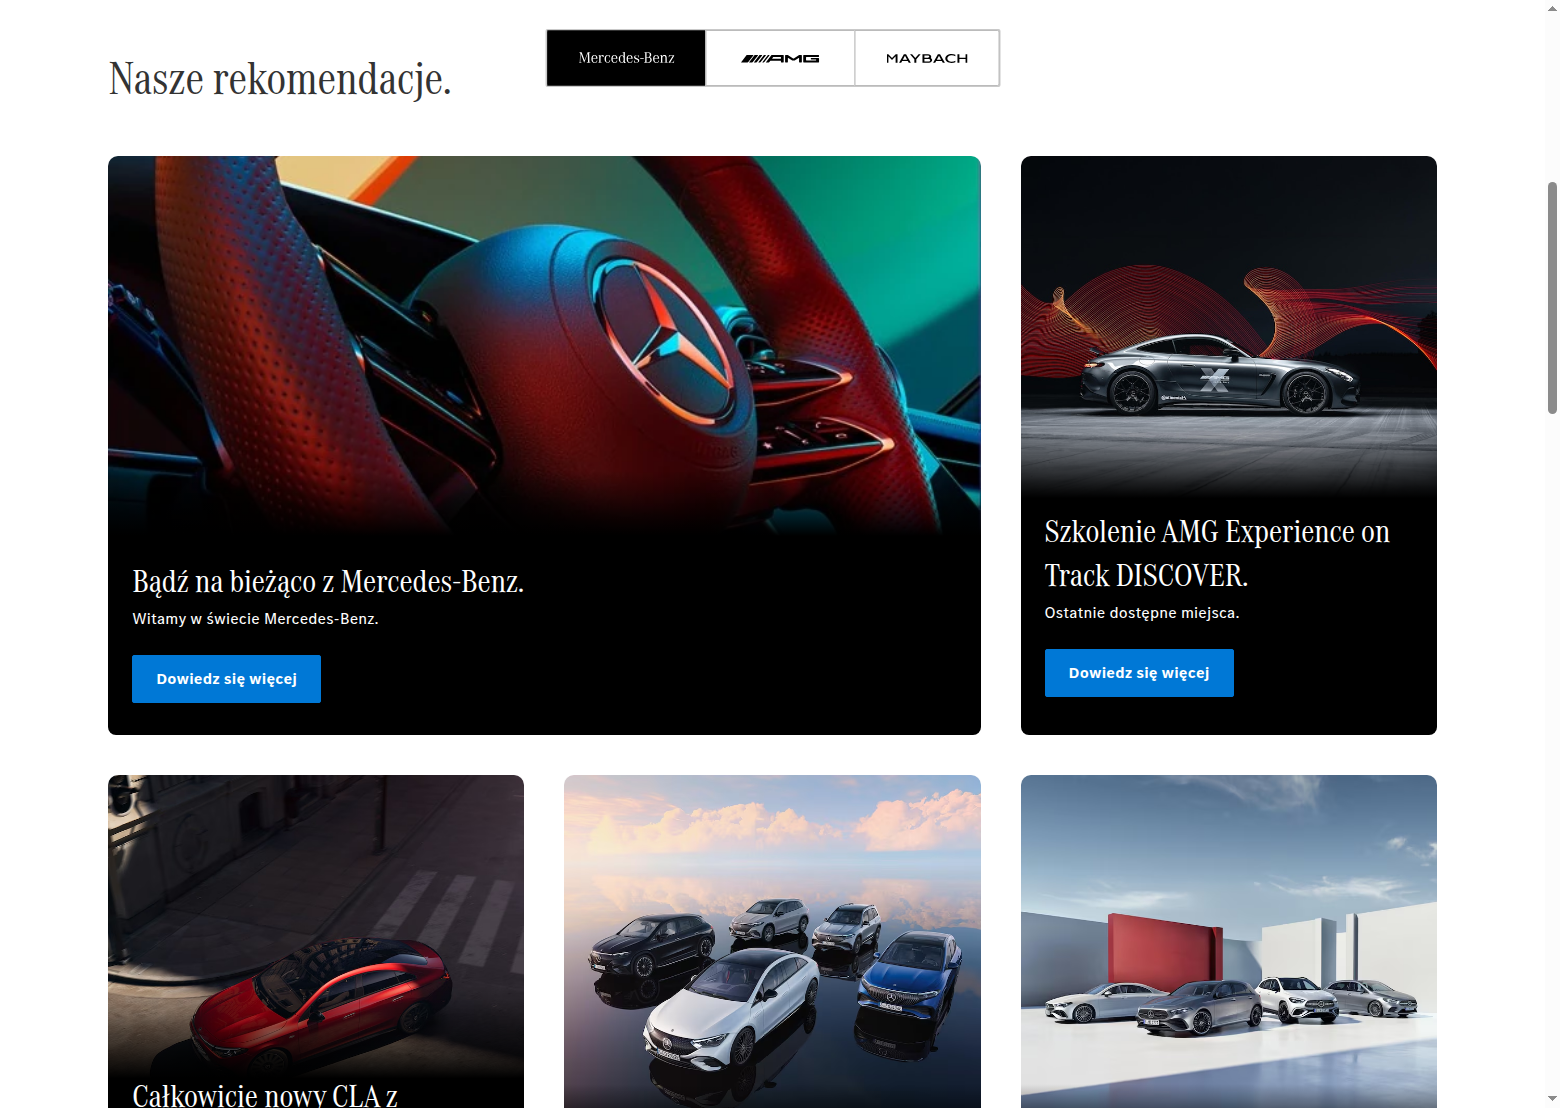 Nasze rekomendacje.
Mercedes-Benz
AMG
MAYBACH
Bądź na bieżąco z Mercedes-Benz.
Witamy w świecie Mercedes-Benz.
Dowiedz się więcej
Szkolenie AMG Experience on
Track DISCOVER.
Ostatnie dostępne miejsca.
Dowiedz się więcej
Całkowicie nowy CLA z